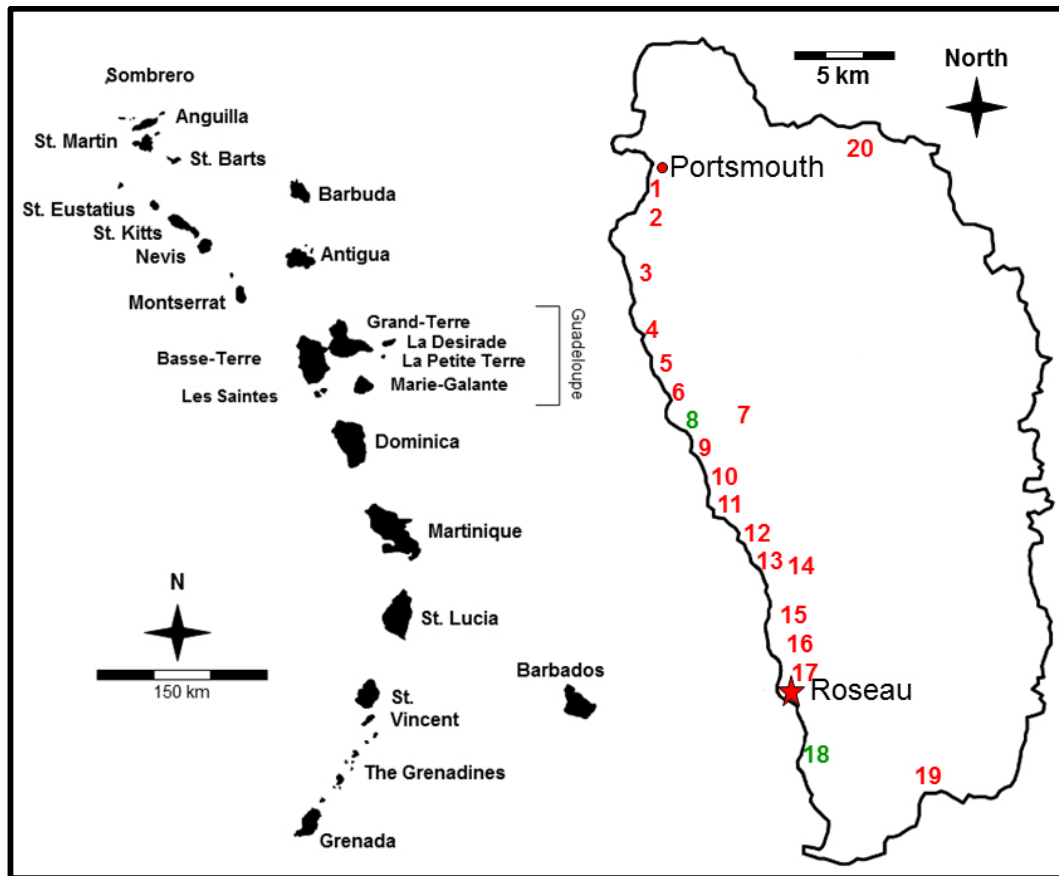 Sombrero
Anguilla
St. Martin
St. Barts
Barbuda
St. Eustatius
St. Kitts
Nevis
Antigua
Montserrat
Grand-Terre
La Desirade
Basse-Terre
La Petite Terre
Les Saintes
Marie-Galante
Guadeloupe
Dominica
Martinique
N
St. Lucia
150 km
Barbados
St.
Vincent
The Grenadines
Grenada
5 km
North
20
Portsmouth
1
2
3
4
5
6
7
8
9
10
11
12
13
14
15
16
17
Roseau
18
19